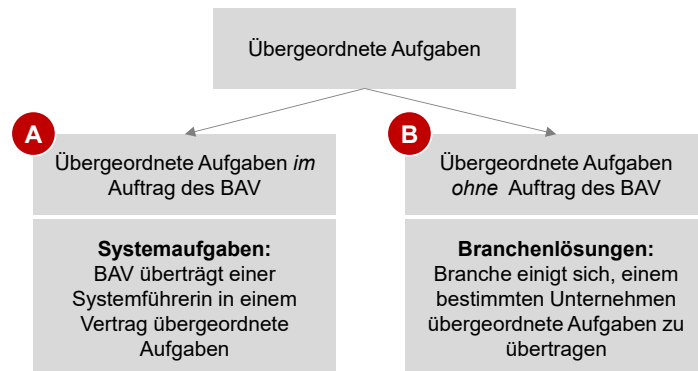 Übergeordnete Aufgaben
A
Übergeordnete Aufgaben im
Auftrag des BAV
Systemaufgaben:
BAV überträgt einer
Systemführerin in einem
Vertrag übergeordnete
Aufgaben
B
Übergeordnete Aufgaben
ohne Auftrag des BAV
Branchenlösungen:
Branche einigt sich, einem
bestimmten Unternehmen
übergeordnete Aufgaben zu
übertragen